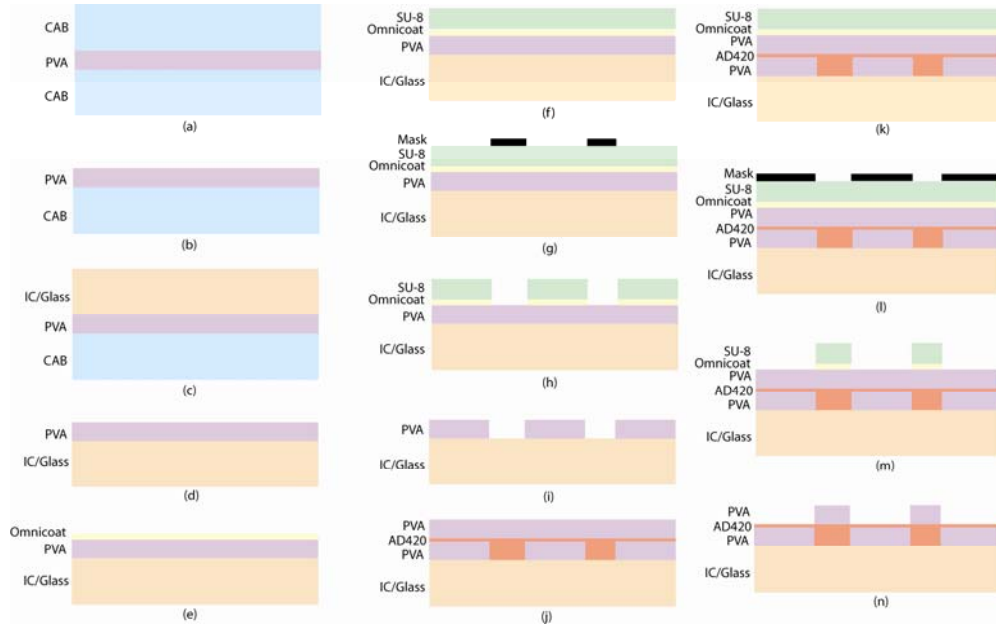 CAB
PVA
CAB
(a)
PVA
CAB
(b)
IC/Glass
PVA
CAB
(c)
PVA
IC/Glass
(d)
Omnicoat
PVA
IC/Glass
(e)
SU-8
Omnicoat
PVA
IC/Glass
(f)
Mask
SU-8
Omnicoat
PVA
IC/Glass
(g)
SU-8
Omnicoat
PVA
IC/Glass
(h)
PVA
IC/Glass
(i)
PVA
AD420
PVA
IC/Glass
(j)
SU-8
Omnicoat
PVA
AD420
PVA
IC/Glass
(k)
Mask
SU-8
Omnicoat
PVA
AD420
PVA
IC/Glass
(l)
SU-8
Omnicoat
PVA
AD420
PVA
IC/Glass
(m)
PVA
AD420
PVA
IC/Glass
(n)